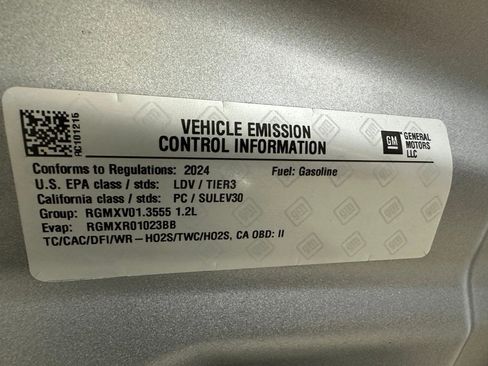 VEHICLE EMISSION
CONTROL INFORMATION
GM
GENERAL
MOTORS
LLC
AC101215
Conforms to Regulations: 2024 Fuel: Gasoline
U.S. EPA class / stds: LDV / TIER3
California class / stds: PC / SULEV30
Group: RGMXV01.3555 1.2L
Evap: RGMXR01023BB
TC/CAC/DFI/WR-HO2S/TWC/HO2S, CA OBD: II